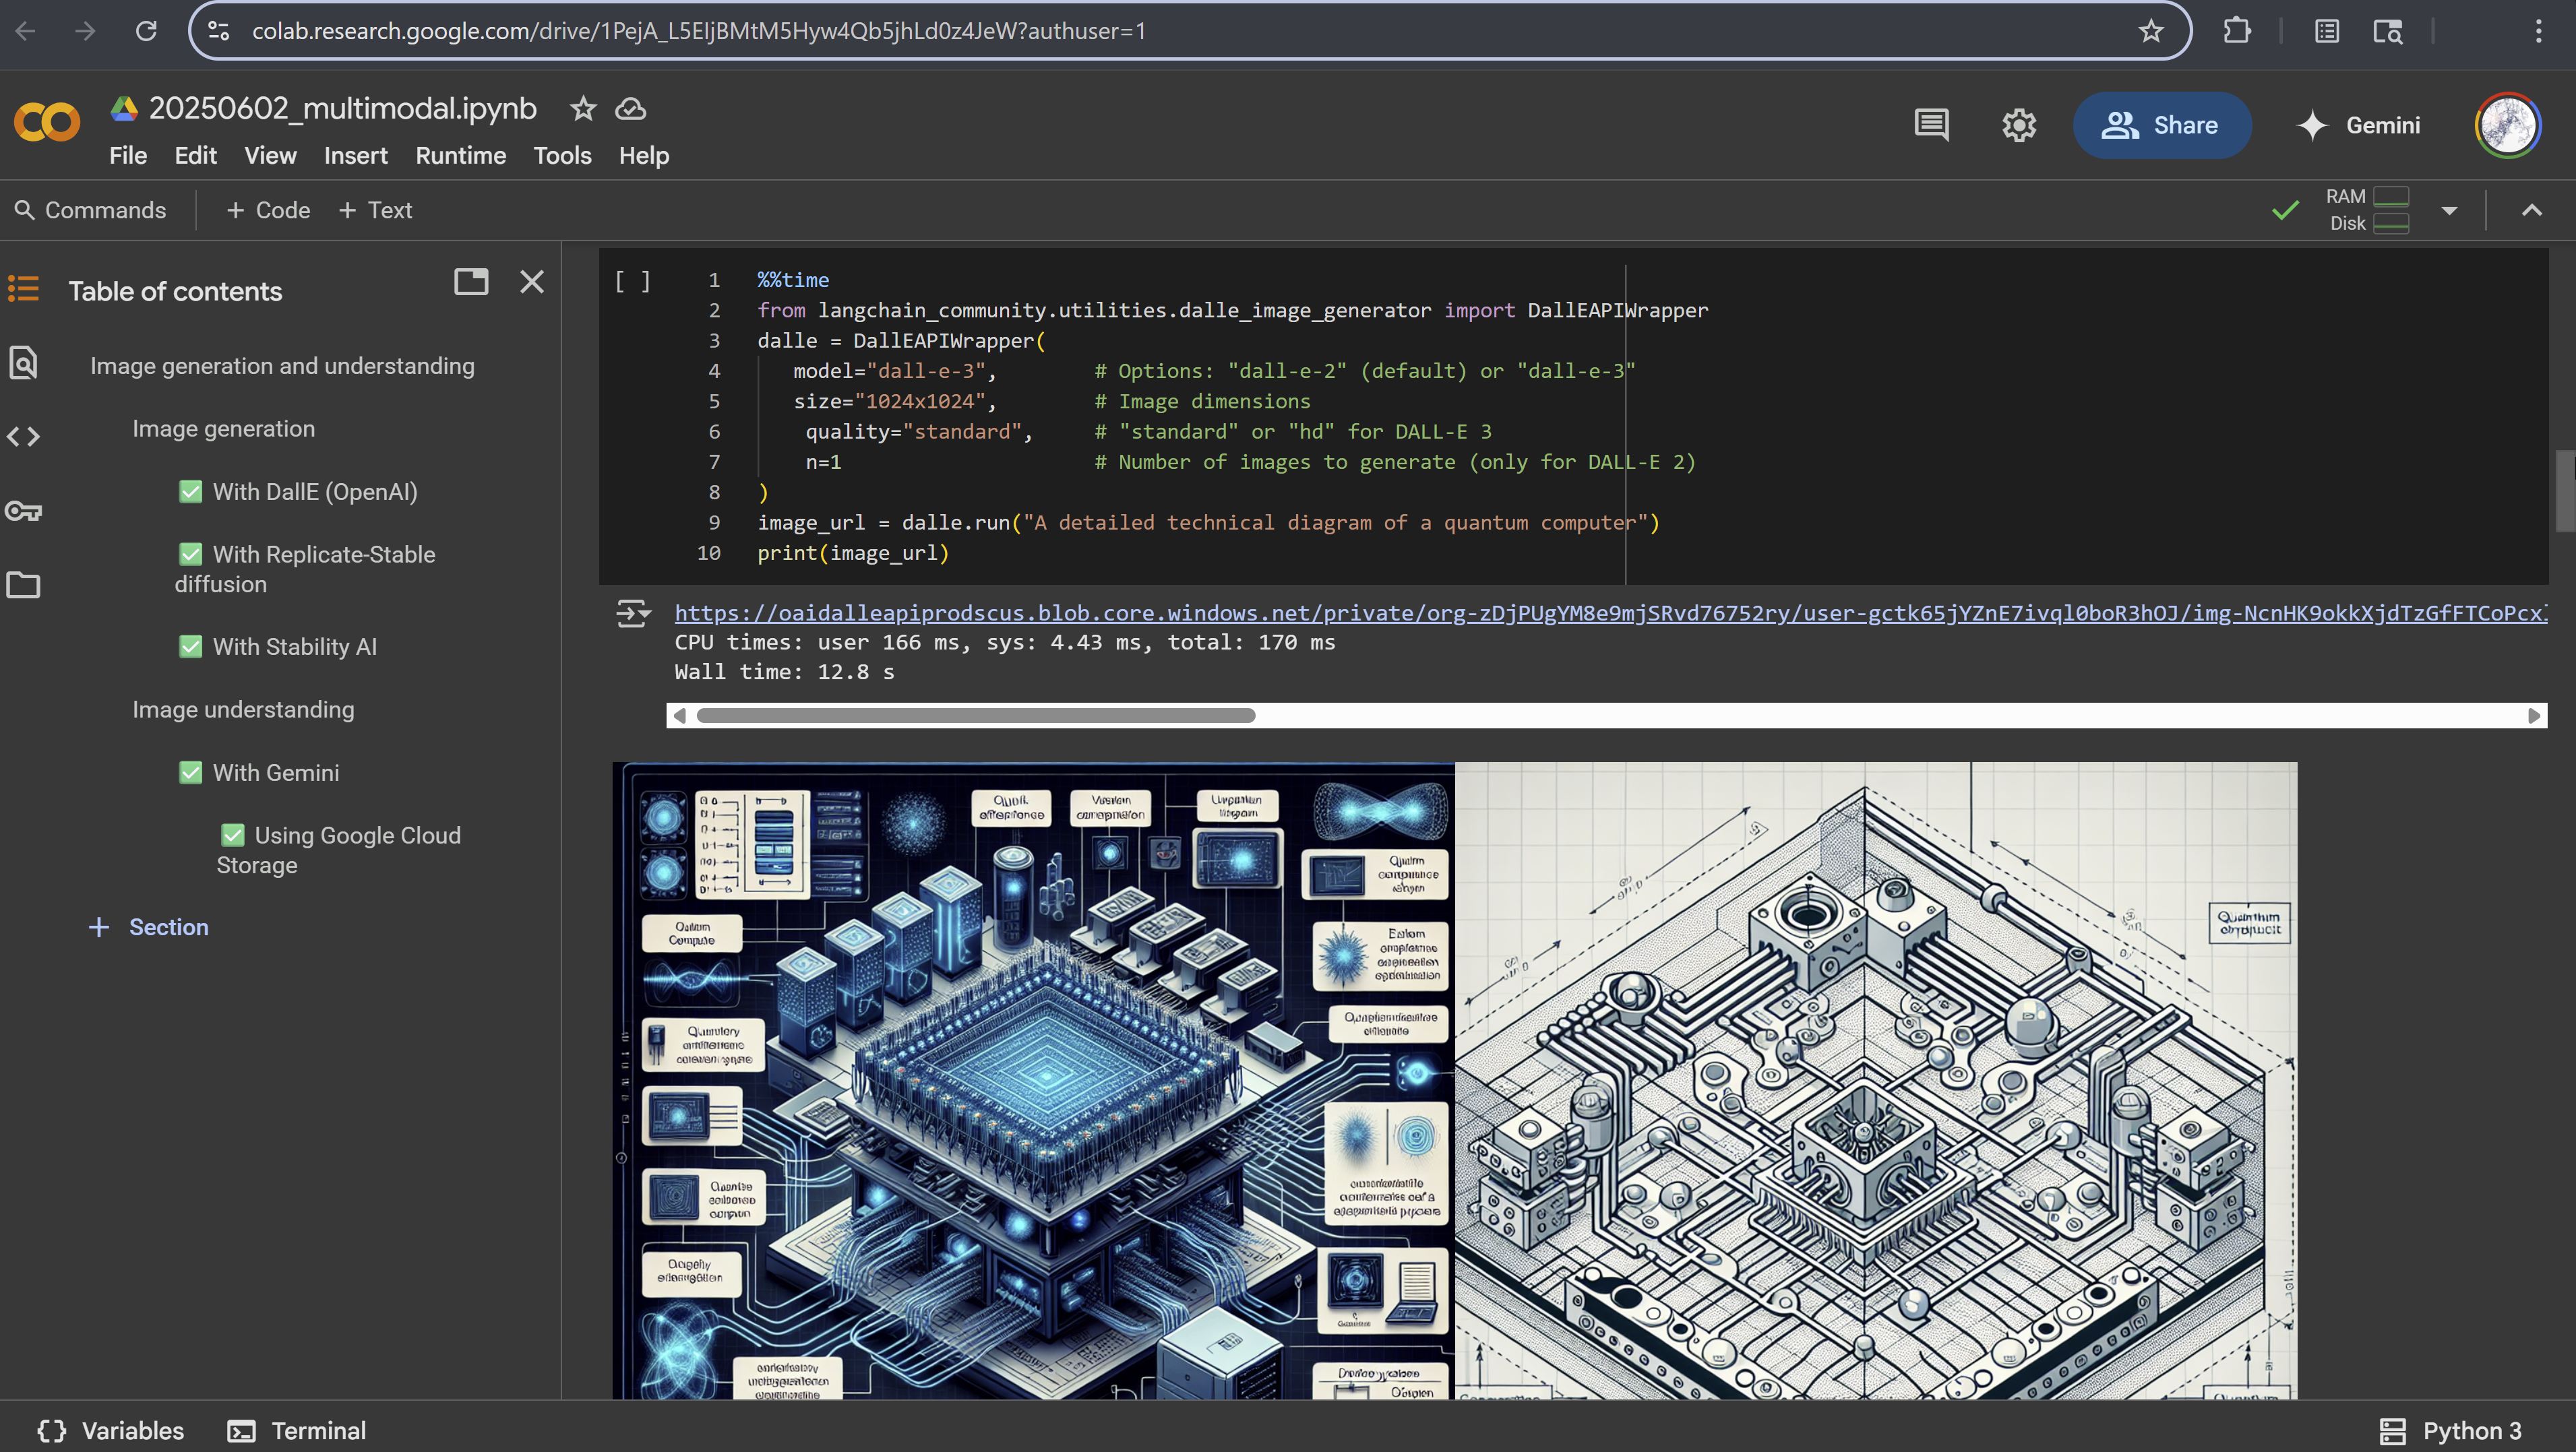 colab.research.google.com/drive/1PejA_L5EIjBMtM5Hyw4Qb5jhLd0z4JeW?authuser=1
20250602_multimodal.ipynb
File Edit View Insert Runtime Tools Help
Share
Gemini
Commands + Code + Text
RAM
Disk
Table of contents
Image generation and understanding
Image generation
✅ With DallE (OpenAI)
✅ With Replicate-Stable
diffusion
✅ With Stability AI
Image understanding
✅ With Gemini
✅ Using Google Cloud
Storage
+ Section
[ ]
1 %%time
2 from langchain_community.utilities.dalle_image_generator import DallEAPIWrapper
3 dalle = DallEAPIWrapper(
4 model="dall-e-3", # Options: "dall-e-2" (default) or "dall-e-3"
5 size="1024x1024", # Image dimensions
6 quality="standard", # "standard" or "hd" for DALL-E 3
7 n=1 # Number of images to generate (only for DALL-E 2)
8 )
9 image_url = dalle.run("A detailed technical diagram of a quantum computer")
10 print(image_url)
https://oaidalleapiprodscus.blob.core.windows.net/private/org-zDjPUgYM8e9mjSRvd76752ry/user-gctk65jYZnE7ivql0boR3hOJ/img-NcnHK9okkXjdTzGfFTCoPcx
CPU times: user 166 ms, sys: 4.43 ms, total: 170 ms
Wall time: 12.8 s
Variables
Terminal
Python 3